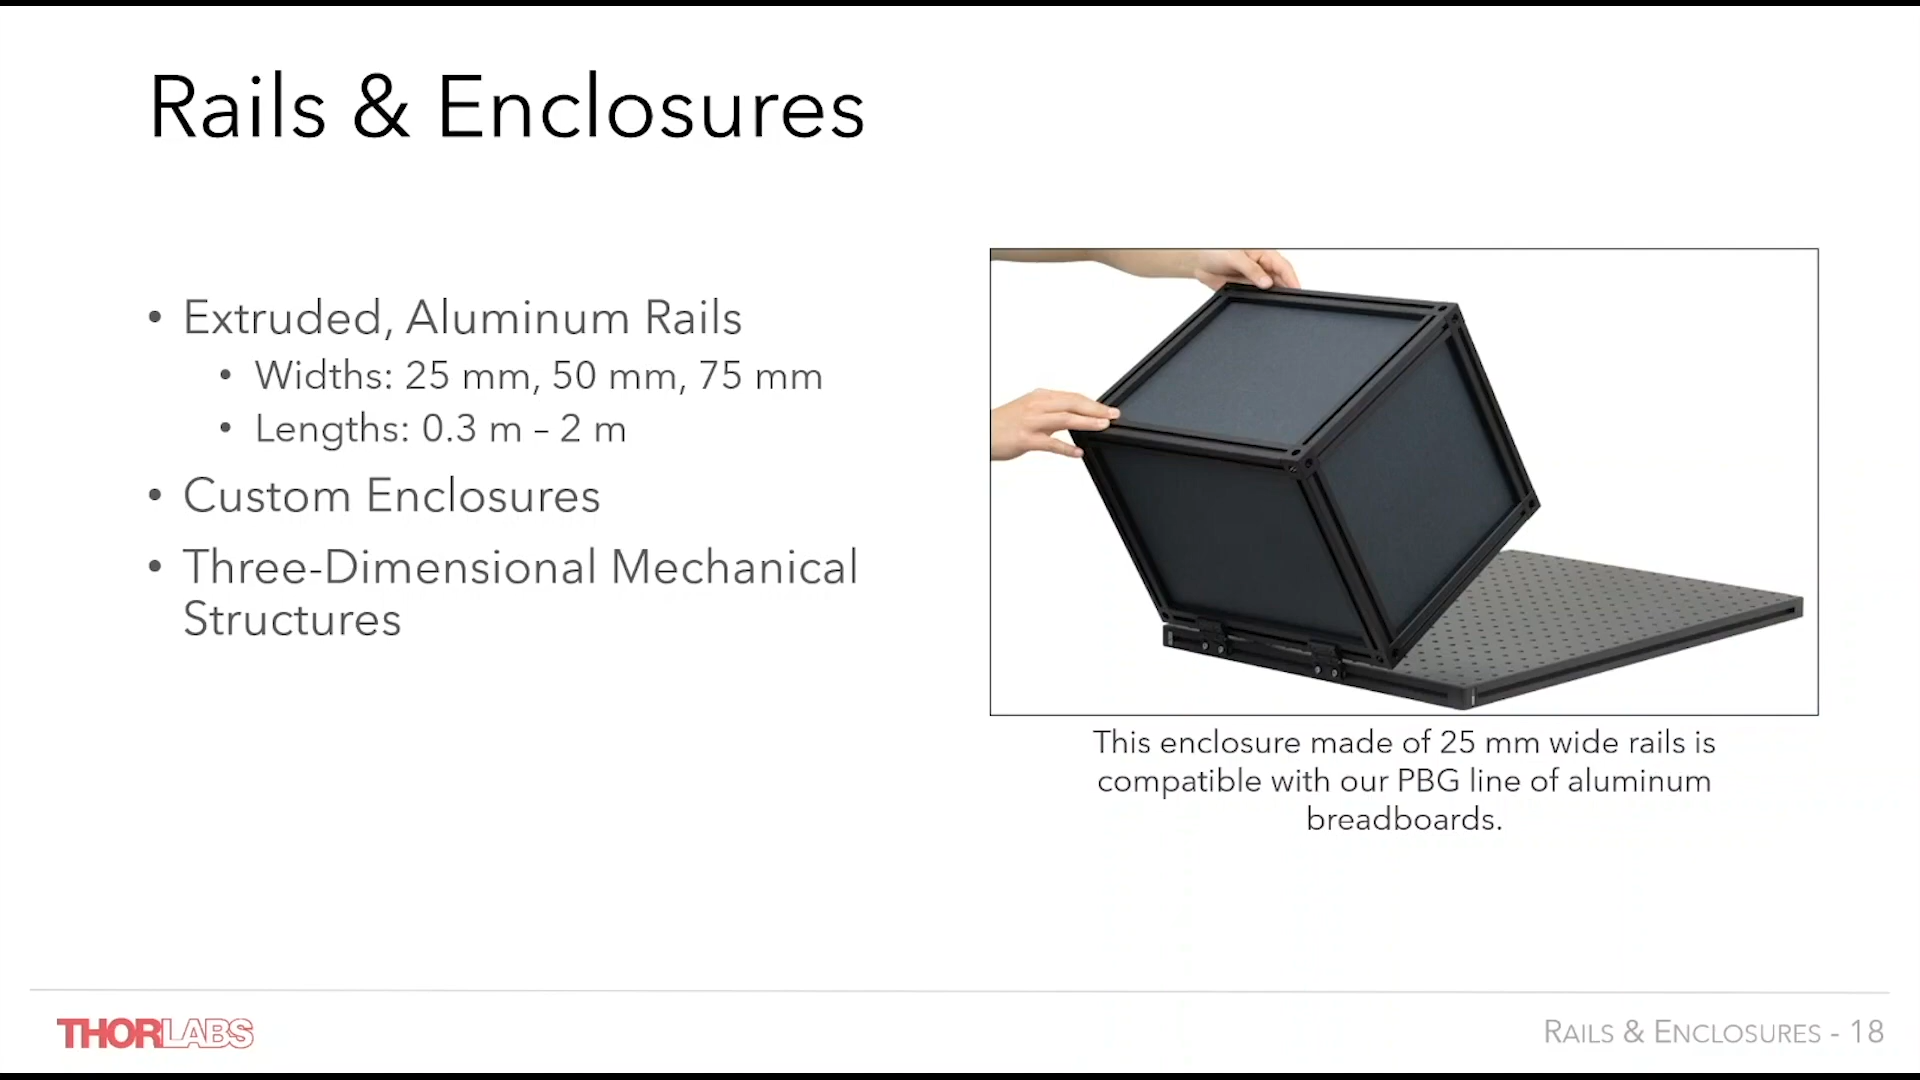 Rails & Enclosures
• Extruded, Aluminum Rails
• Widths: 25 mm, 50 mm, 75 mm
• Lengths: 0.3 m – 2 m
• Custom Enclosures
• Three-Dimensional Mechanical
Structures
This enclosure made of 25 mm wide rails is
compatible with our PBG line of aluminum
breadboards.
THORLABS
RAILS & ENCLOSURES - 18